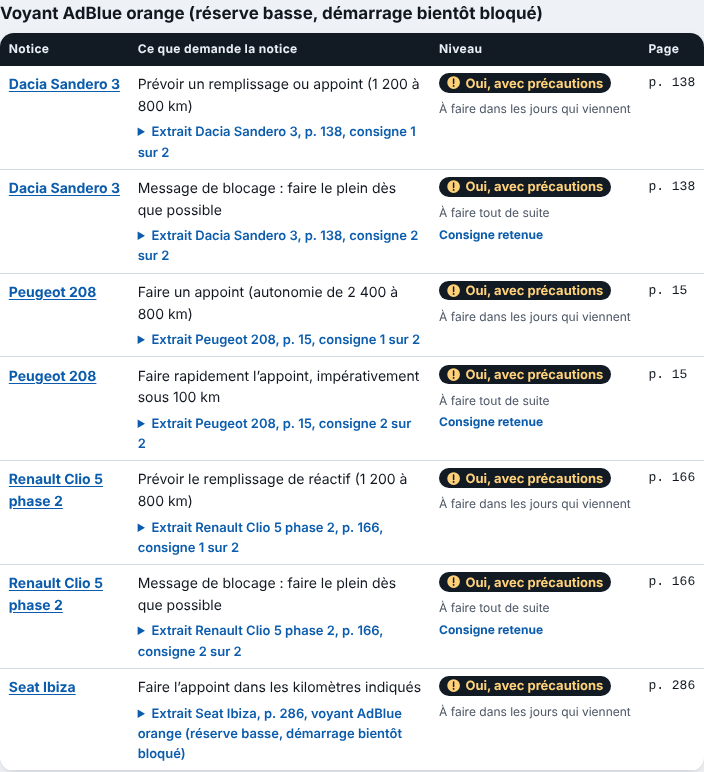 Voyant AdBlue orange (réserve basse, démarrage bientôt bloqué)
Notice Ce que demande la notice Niveau Page
Dacia Sandero 3 Prévoir un remplissage ou appoint (1 200 à Oui, avec précautions p. 138
800 km) À faire dans les jours qui viennent
► Extrait Dacia Sandero 3, p. 138, consigne 1
sur 2
Dacia Sandero 3 Message de blocage : faire le plein dès Oui, avec précautions p. 138
que possible À faire tout de suite
► Extrait Dacia Sandero 3, p. 138, consigne 2 Consigne retenue
sur 2
Peugeot 208 Faire un appoint (autonomie de 2 400 à Oui, avec précautions p. 15
800 km) À faire dans les jours qui viennent
► Extrait Peugeot 208, p. 15, consigne 1 sur 2
Peugeot 208 Faire rapidement l’appoint, impérativement Oui, avec précautions p. 15
sous 100 km À faire tout de suite
► Extrait Peugeot 208, p. 15, consigne 2 sur Consigne retenue
2
Renault Clio 5 Prévoir le remplissage de réactif (1 200 à Oui, avec précautions p. 166
phase 2 800 km) À faire dans les jours qui viennent
► Extrait Renault Clio 5 phase 2, p. 166,
consigne 1 sur 2
Renault Clio 5 Message de blocage : faire le plein dès Oui, avec précautions p. 166
phase 2 que possible À faire tout de suite
► Extrait Renault Clio 5 phase 2, p. 166, Consigne retenue
consigne 2 sur 2
Seat Ibiza Faire l’appoint dans les kilomètres indiqués Oui, avec précautions p. 286
► Extrait Seat Ibiza, p. 286, voyant AdBlue À faire dans les jours qui viennent
orange (réserve basse, démarrage bientôt
bloqué)